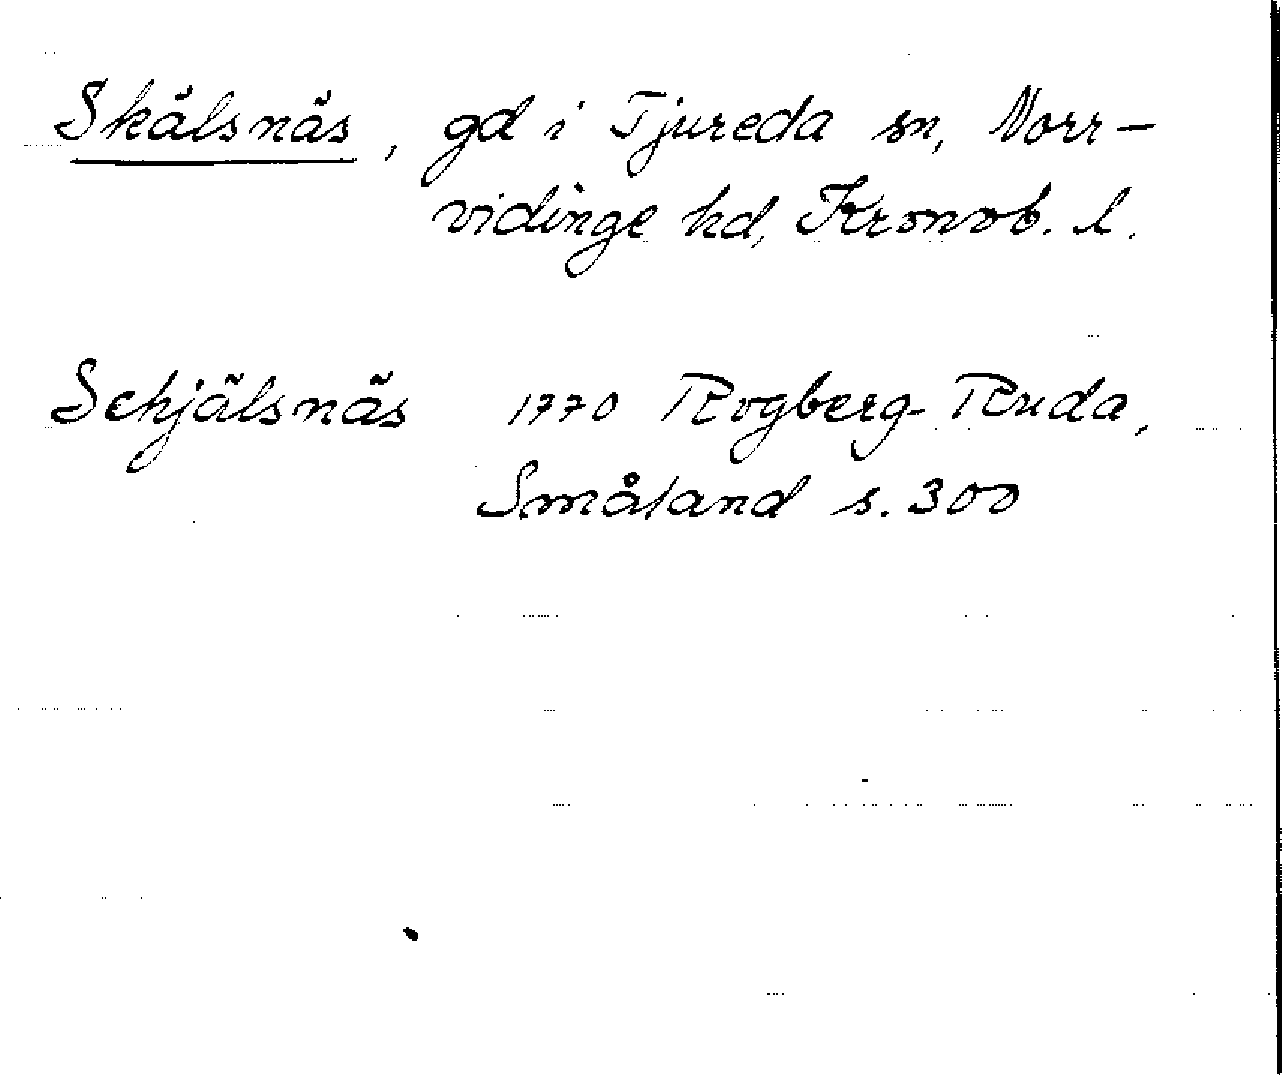 Skälsnäs, gd i Tjureda sn, Norr-
vidinge hd, Kronob. l.
Schjälsnäs 1770 Rogberg-Ruda,
Småland s. 300